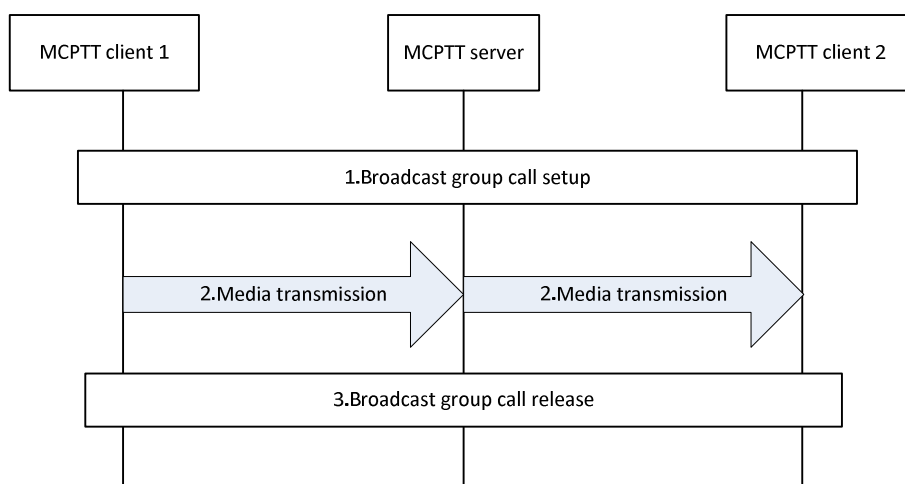 MCPTT client 1
MCPTT server
MCPTT client 2
1.Broadcast group call setup
2.Media transmission
2.Media transmission
3.Broadcast group call release